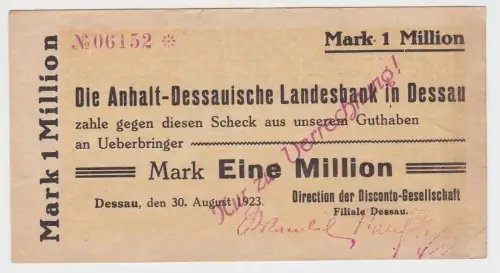 № 06152 *
Mark 1 Million
Mark 1 Million
Die Anhalt-Dessauische Landesbank in Dessau
zahle gegen diesen Scheck aus unserem Guthaben
an Ueberbringer
Mark Eine Million
Nur zur Verrechnung!
Dessau, den 30. August 1923.
Direction der Disconto-Gesellschaft
Filiale Dessau.